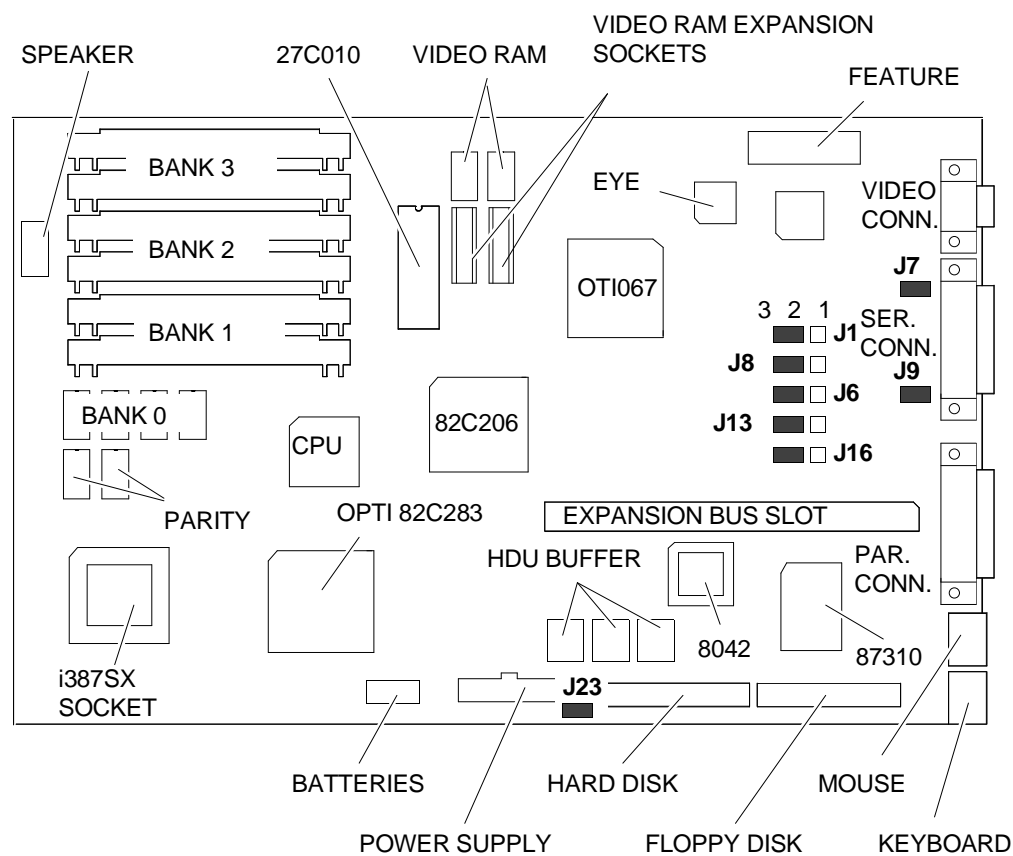 VIDEO RAM EXPANSION
SOCKETS
SPEAKER
27C010
VIDEO RAM
FEATURE
BANK 3
EYE
VIDEO
CONN.
BANK 2
J7
OTI067
3 2 1
BANK 1
J1
SER.
CONN.
J8
J9
J6
BANK 0
82C206
J13
CPU
J16
PARITY
OPTI 82C283
EXPANSION BUS SLOT
HDU BUFFER
PAR.
CONN.
8042
87310
i387SX
SOCKET
J23
BATTERIES
HARD DISK
MOUSE
POWER SUPPLY
FLOPPY DISK
KEYBOARD